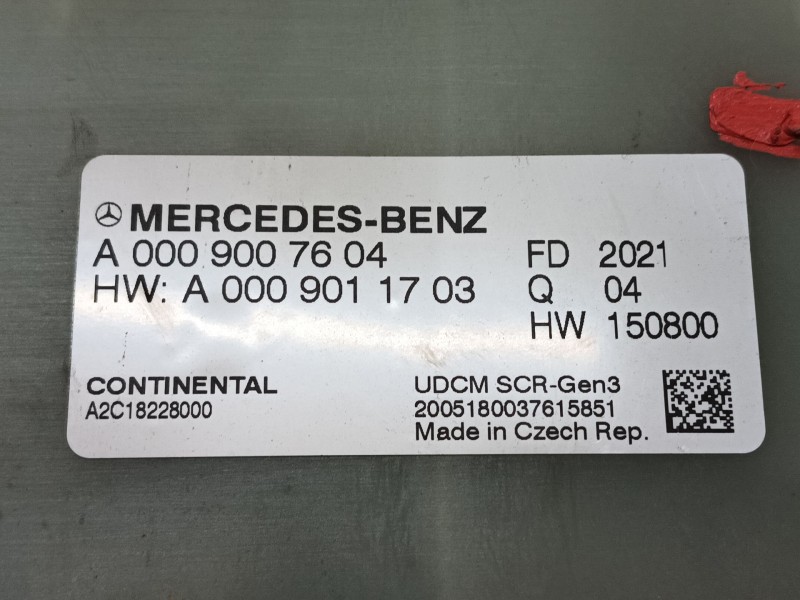 MERCEDES-BENZ
A 000 900 76 04 FD 2021
HW: A 000 901 17 03 Q 04
HW 150800
CONTINENTAL UDCM SCR-Gen3
A2C18228000 2005180037615851
Made in Czech Rep.